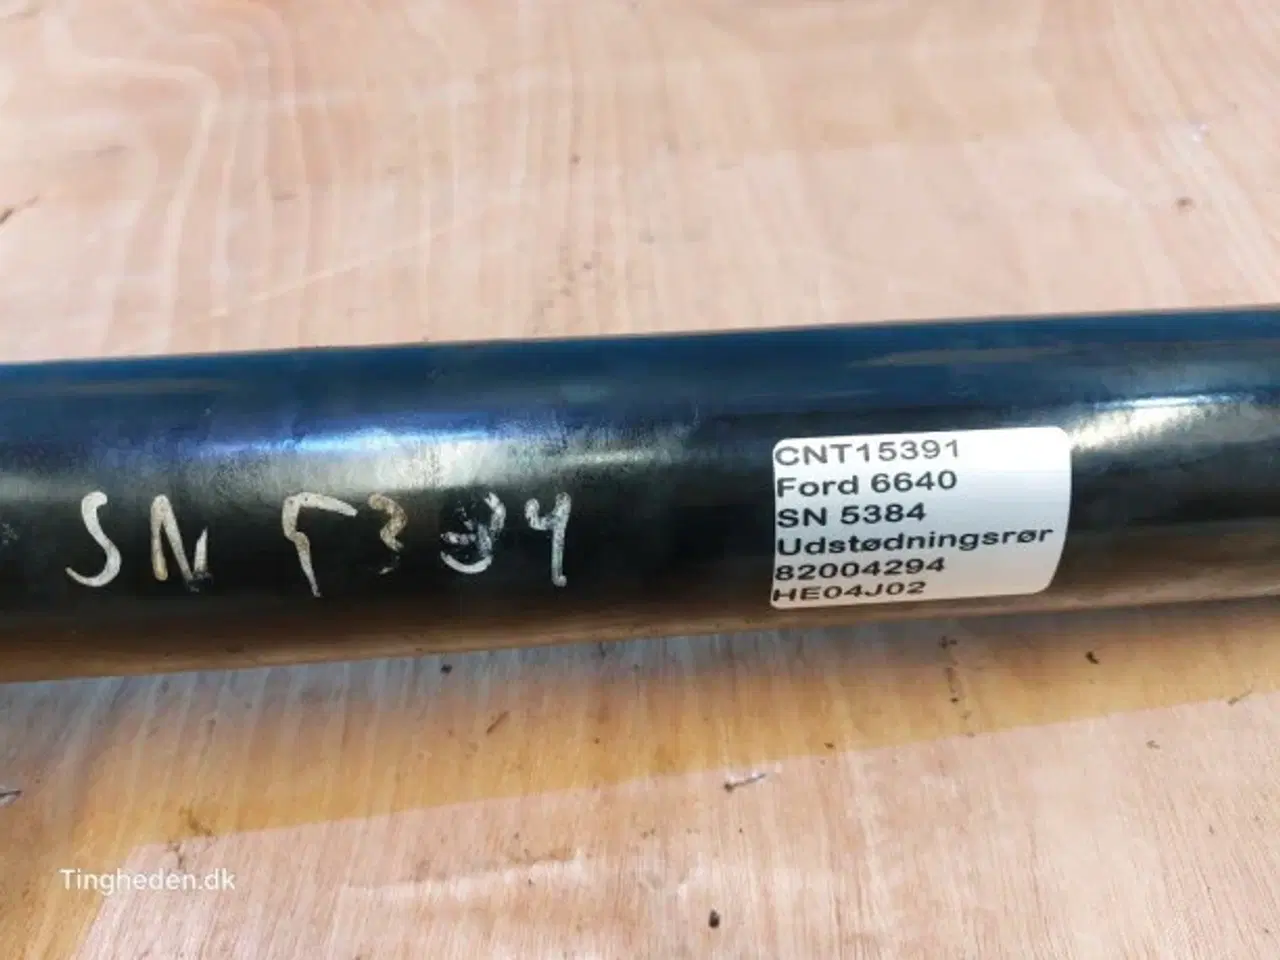 SN 5384
CNT15391
Ford 6640
SN 5384
Udstødningsrør
82004294
HE04J02
Tingheden.dk